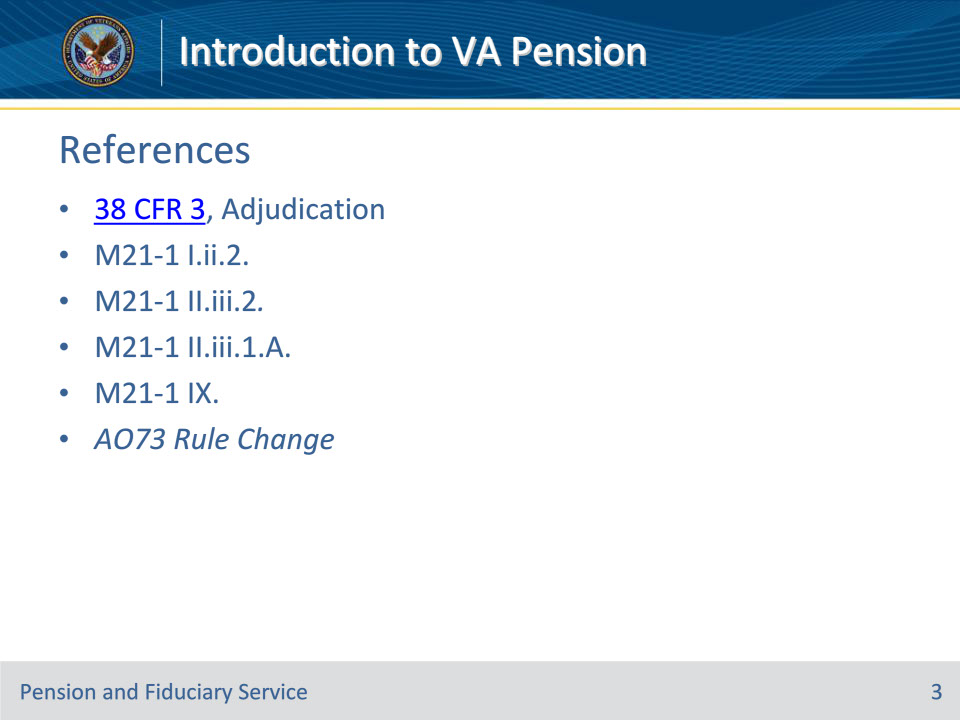 Introduction to VA Pension
References
• 38 CFR 3, Adjudication
• M21-1 I.ii.2.
• M21-1 II.iii.2.
• M21-1 II.iii.1.A.
• M21-1 IX.
• AO73 Rule Change
Pension and Fiduciary Service
3